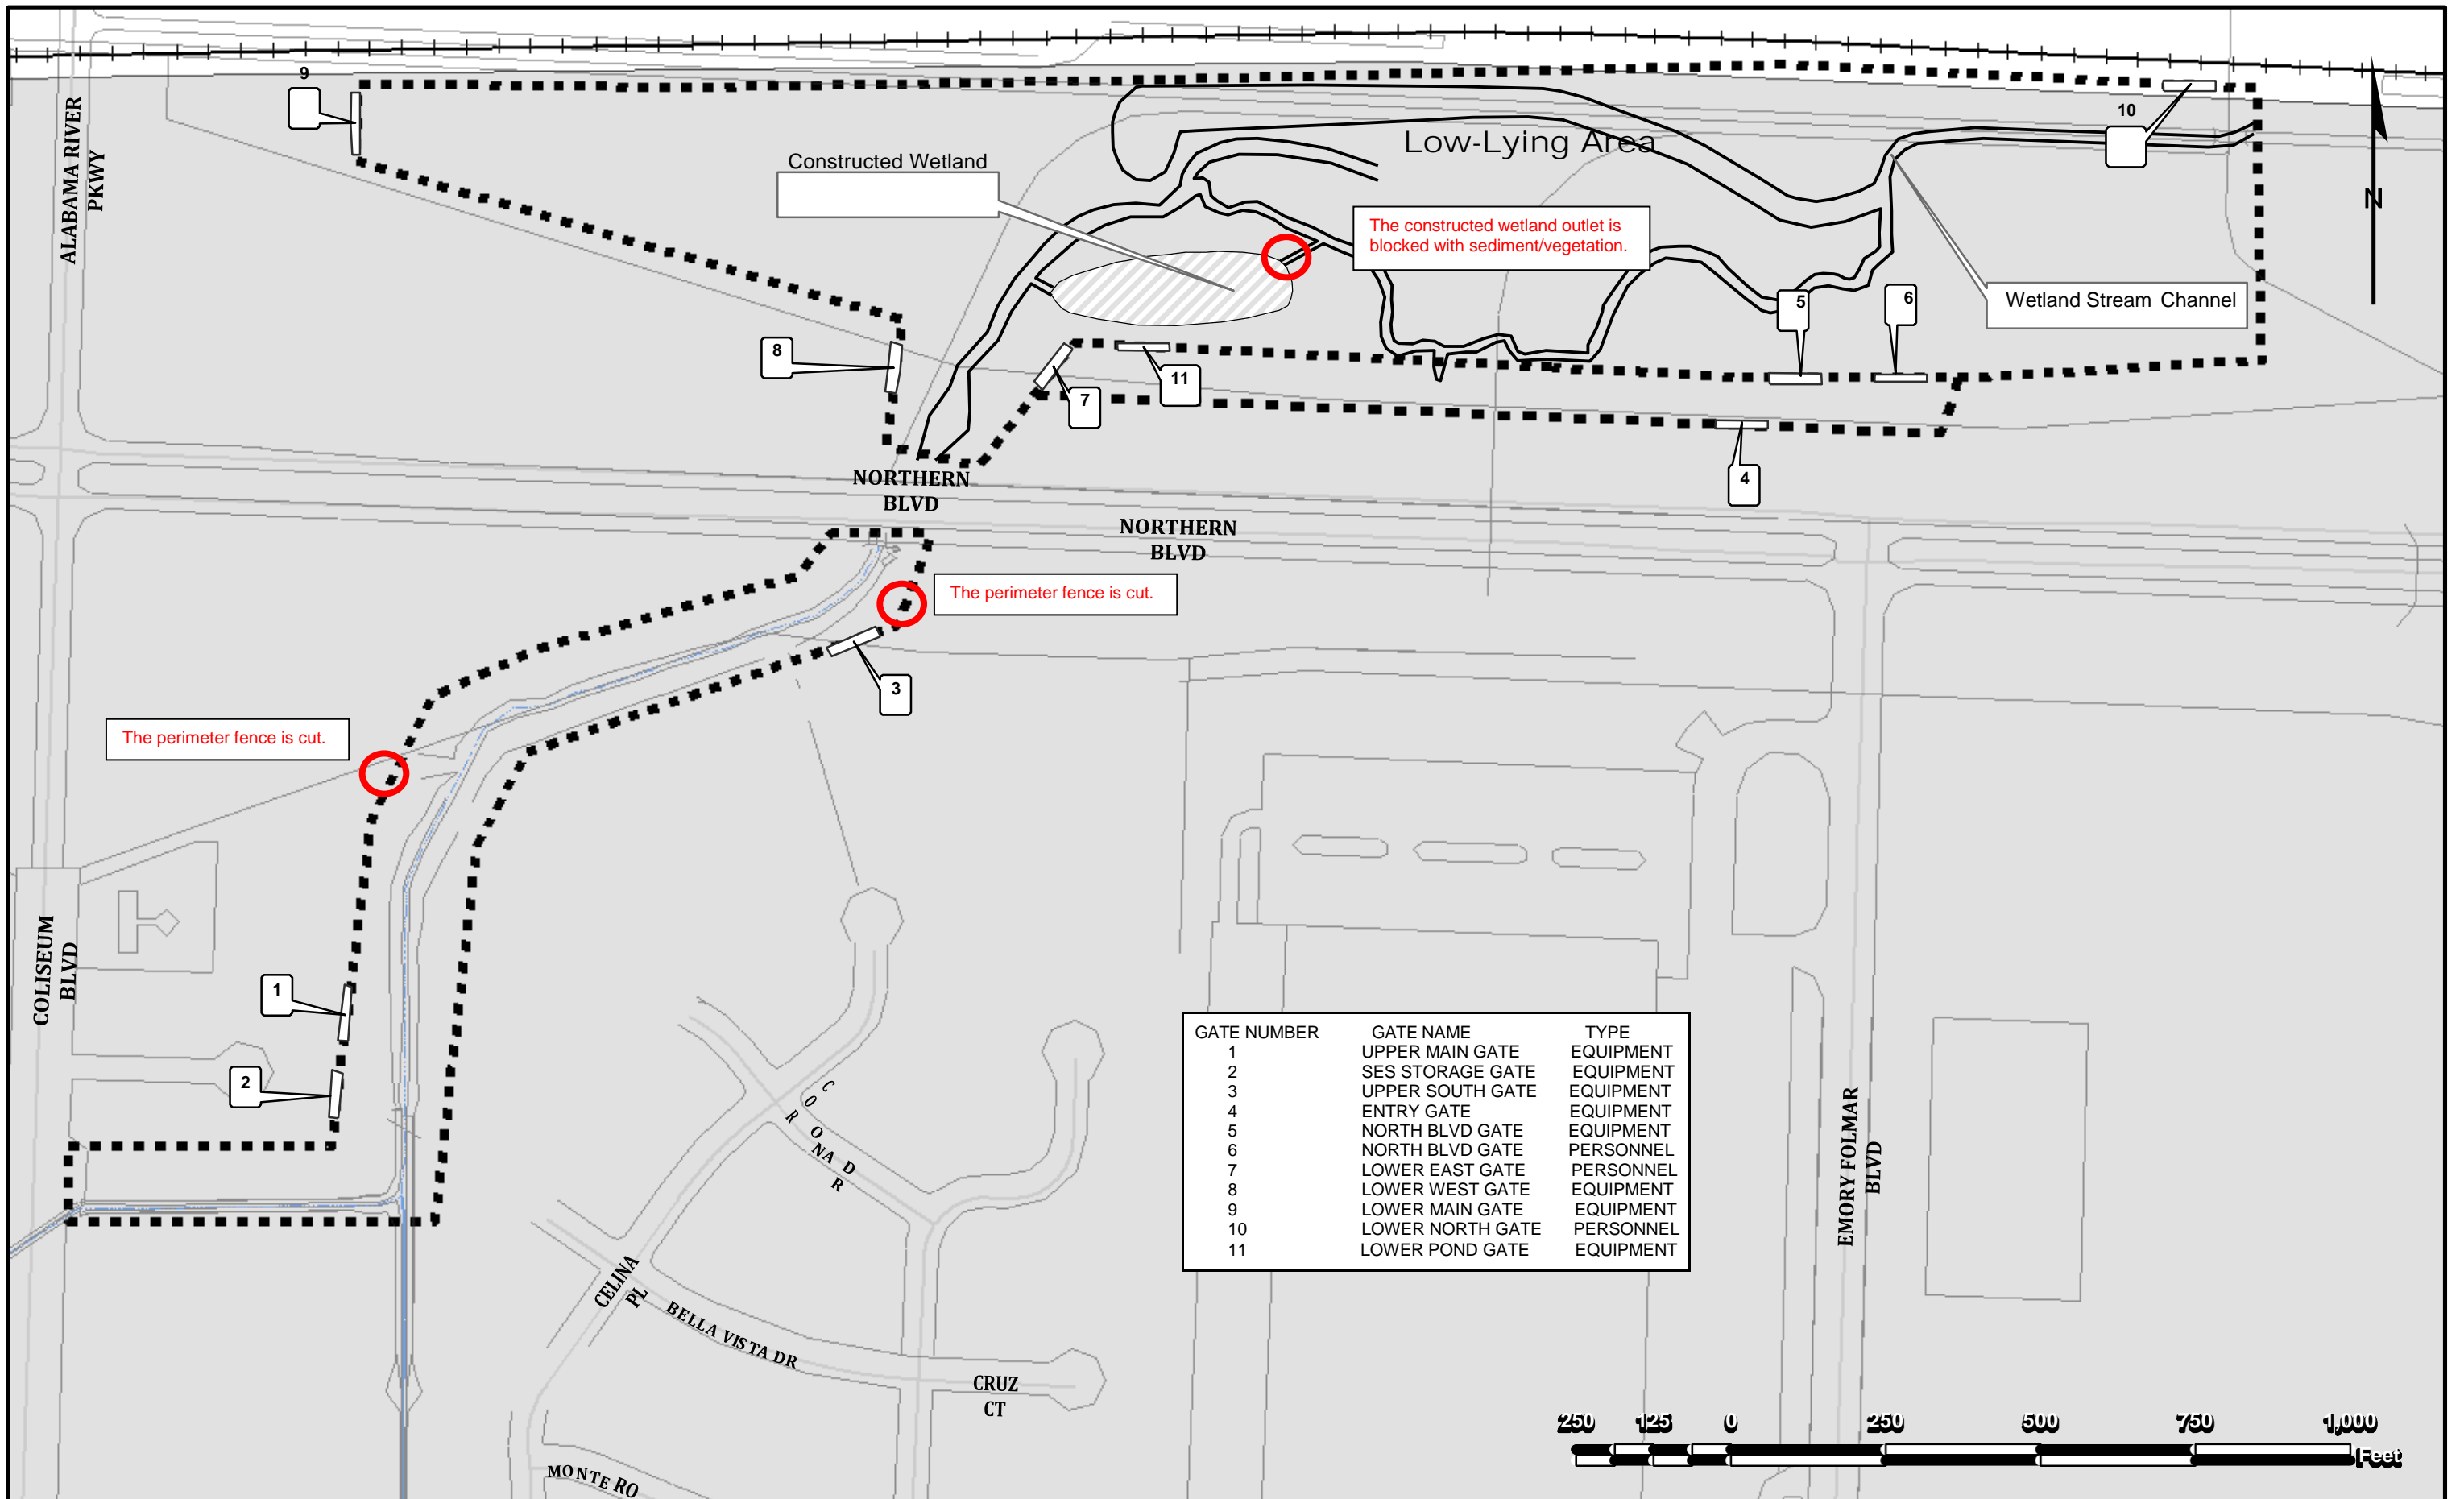 9
10
ALABAMA RIVER
PKWY
Constructed Wetland
Low-Lying Area
N
The constructed wetland outlet is
blocked with sediment/vegetation.
Wetland Stream Channel
5
6
8
11
7
4
NORTHERN
BLVD
NORTHERN
BLVD
The perimeter fence is cut.
3
The perimeter fence is cut.
COLISEUM
BLVD
1
2
GATE NUMBER GATE NAME TYPE
1 UPPER MAIN GATE EQUIPMENT
2 SES STORAGE GATE EQUIPMENT
3 UPPER SOUTH GATE EQUIPMENT
4 ENTRY GATE EQUIPMENT
5 NORTH BLVD GATE EQUIPMENT
6 NORTH BLVD GATE PERSONNEL
7 LOWER EAST GATE PERSONNEL
8 LOWER WEST GATE EQUIPMENT
9 LOWER MAIN GATE EQUIPMENT
10 LOWER NORTH GATE PERSONNEL
11 LOWER POND GATE EQUIPMENT
CORONA DR
EMORY FOLMAR
BLVD
CELINA
PL
BELLA VISTA DR
CRUZ
CT
MONTE RO
250 125 0 250 500 750 1,000
Feet